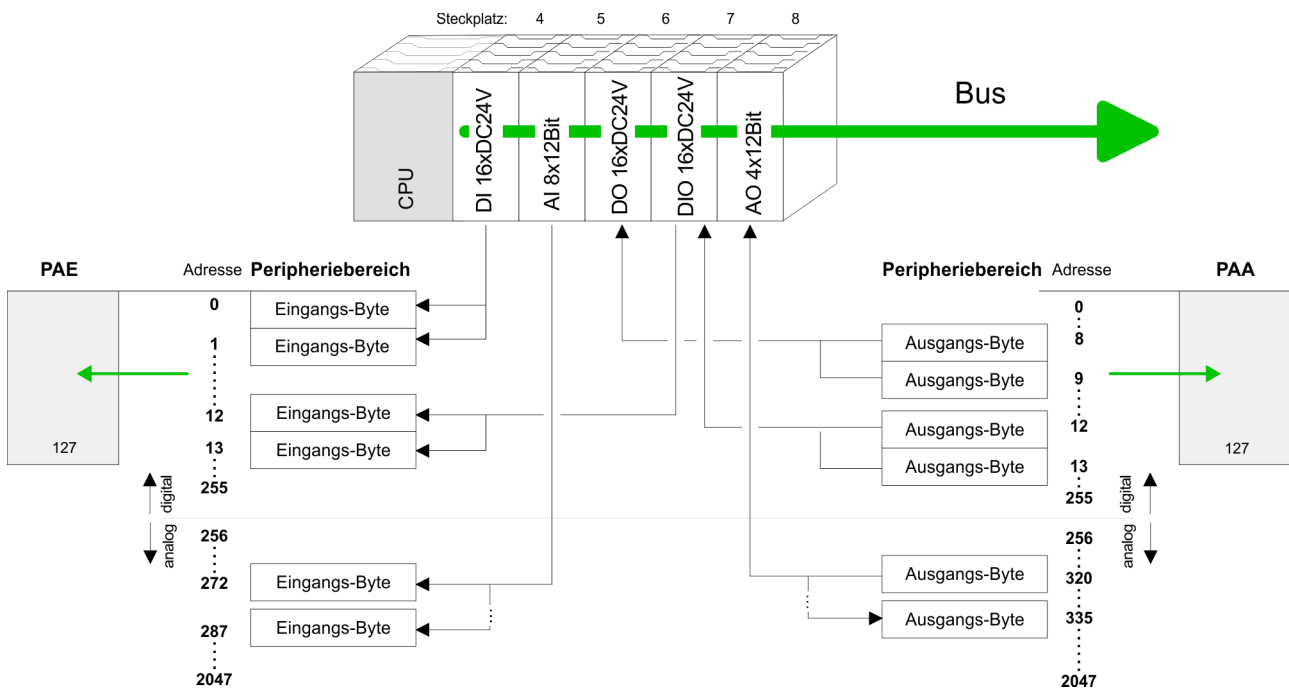 Steckplatz: 4 5 6 7 8
Bus
CPU
DI 16xDC24V
AI 8x12Bit
DO 16xDC24V
DIO 16xDC24V
AO 4x12Bit
PAE Adresse Peripheriebereich
0 Eingangs-Byte
1 Eingangs-Byte
12 Eingangs-Byte
13 Eingangs-Byte
127
255
digital
analog
256
272 Eingangs-Byte
287 Eingangs-Byte
2047
Peripheriebereich Adresse PAA
0
Ausgangs-Byte 8
Ausgangs-Byte 9
Ausgangs-Byte 12
Ausgangs-Byte 13
127
255
digital
analog
256
Ausgangs-Byte 320
Ausgangs-Byte 335
2047